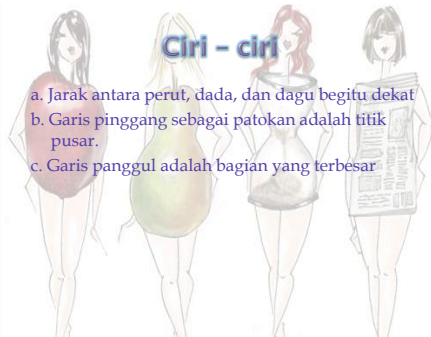 Ciri – ciri
a. Jarak antara perut, dada, dan dagu begitu dekat
b. Garis pinggang sebagai patokan adalah titik
pusar.
c. Garis panggul adalah bagian yang terbesar